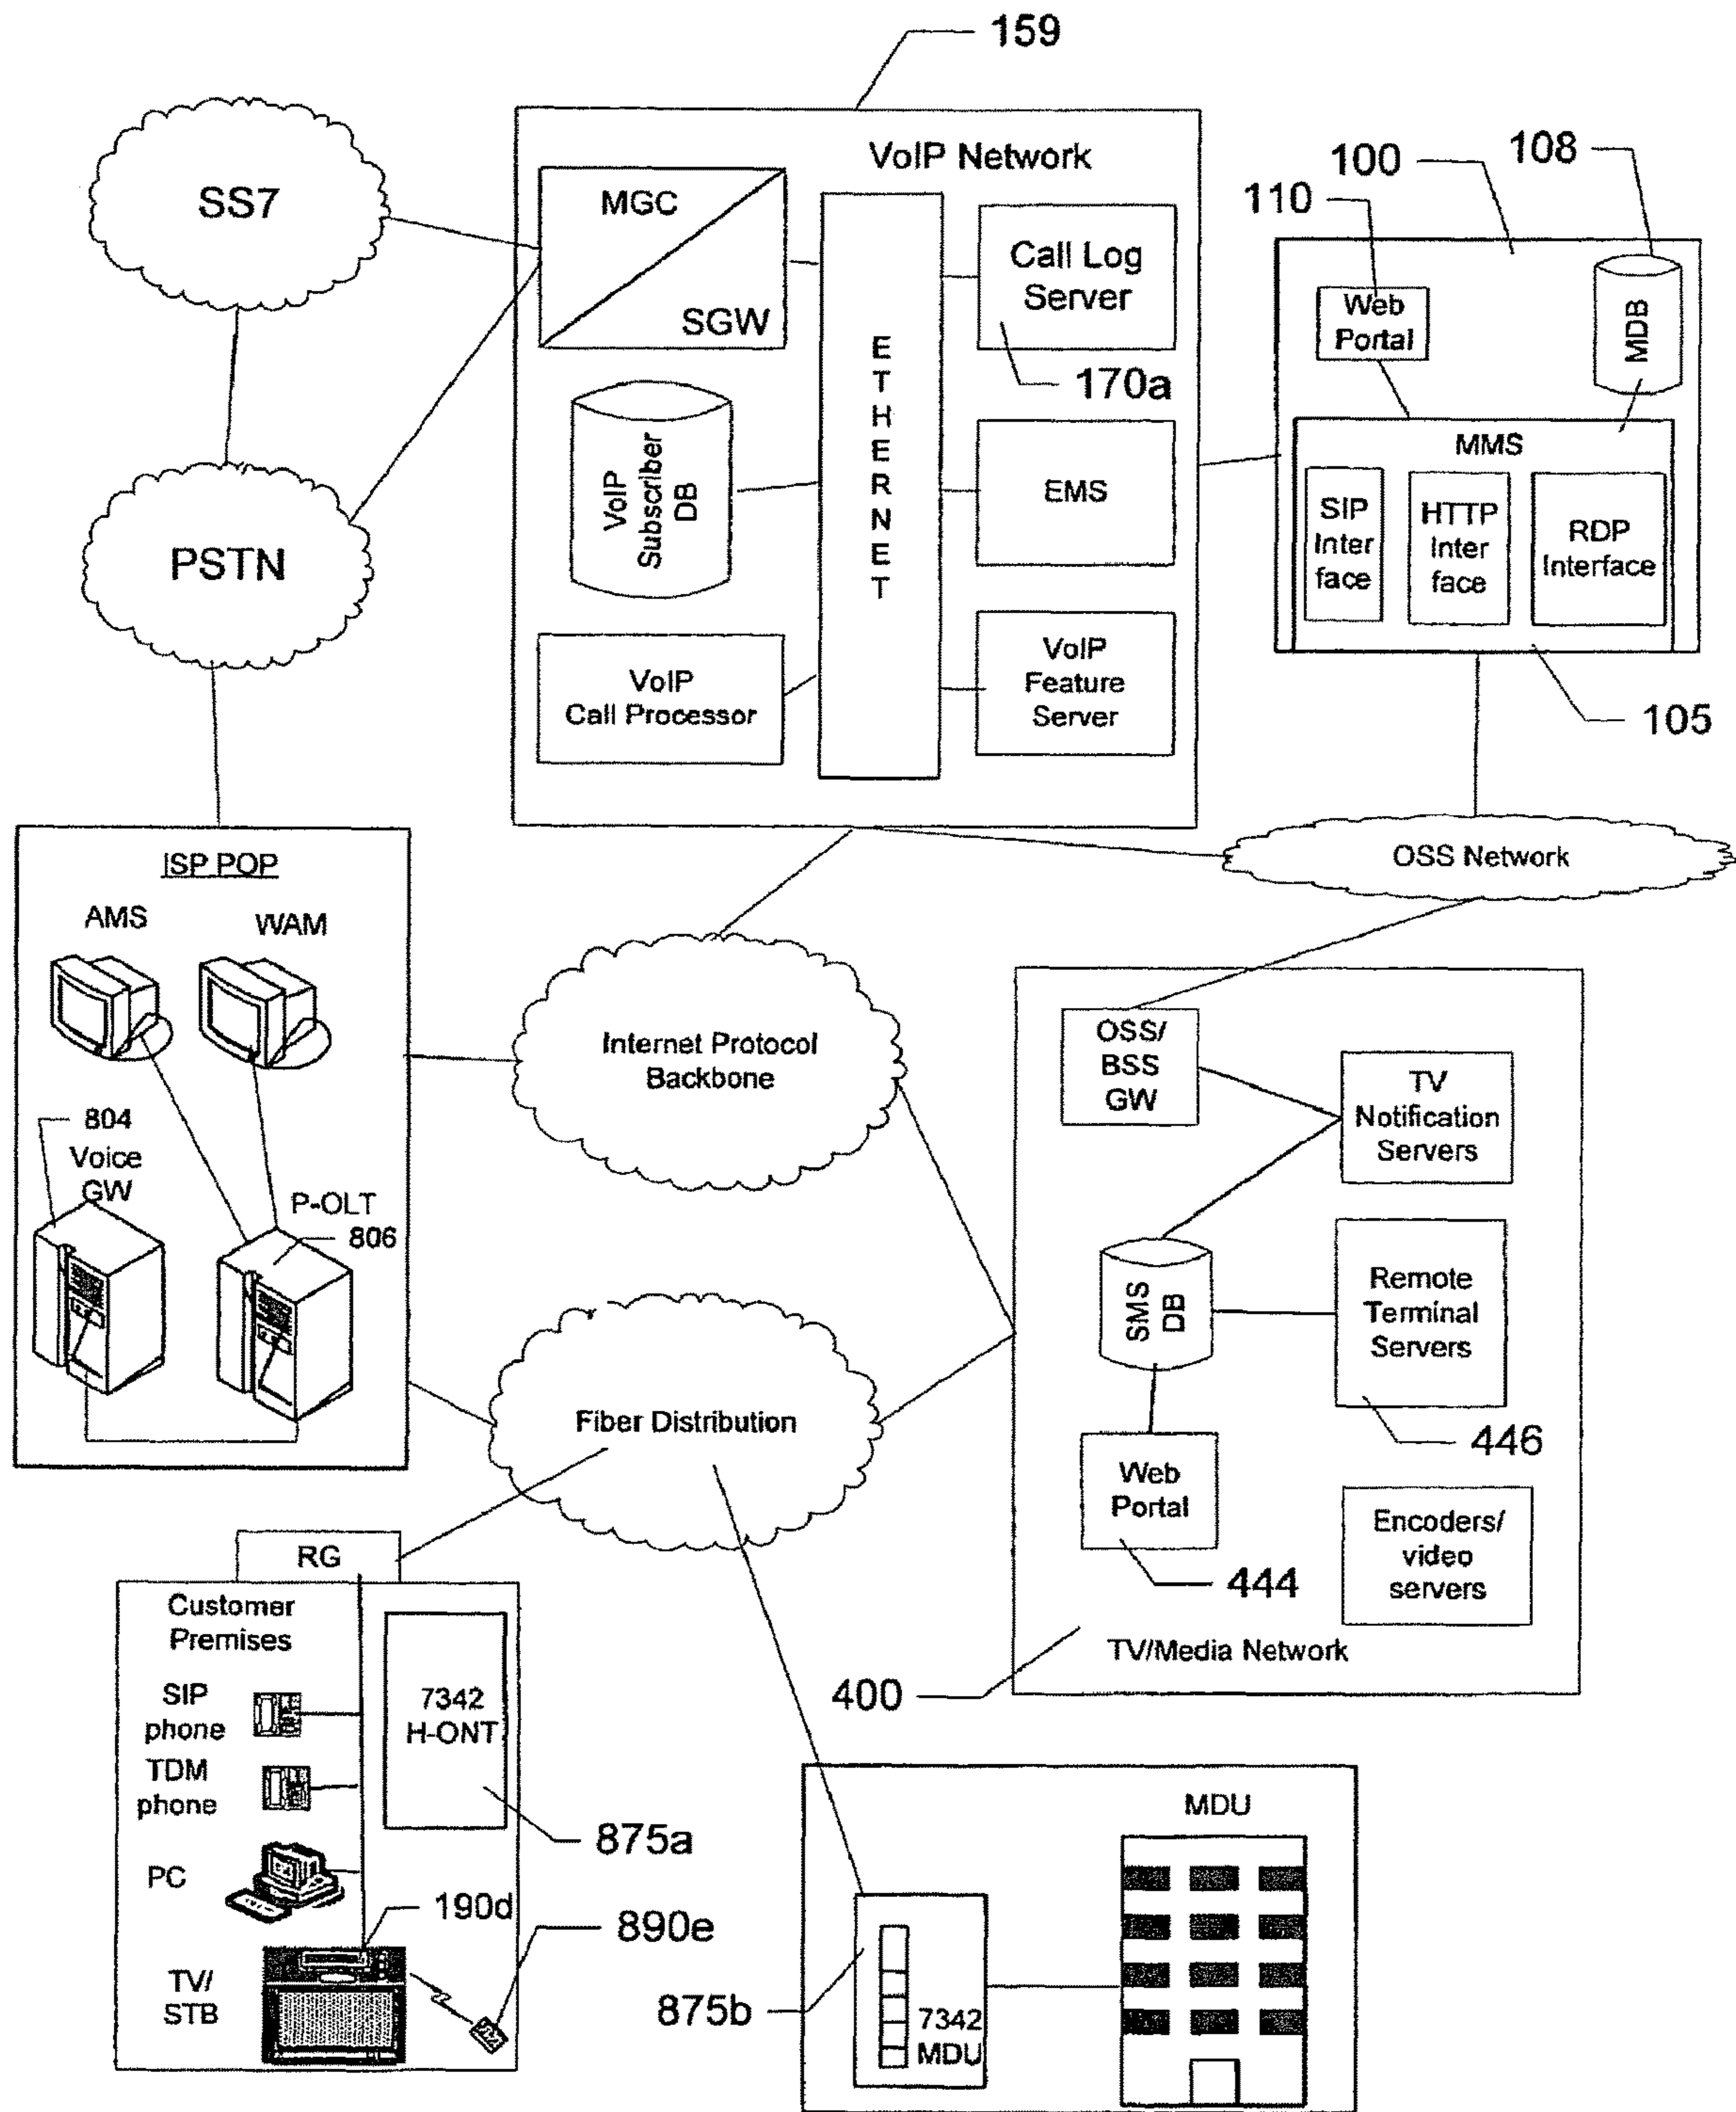 159
VoIP Network
SS7
MGC
SGW
Call Log
Server
170a
E
T
H
E
R
N
E
T
VoIP
Subscriber
DB
EMS
VoIP
Call Processor
VoIP
Feature
Server
100
108
110
Web
Portal
MDB
MMS
SIP
Inter
face
HTTP
Inter
face
RDP
Interface
105
PSTN
OSS Network
ISP POP
AMS
WAM
804
Voice
GW
P-OLT
806
Internet Protocol
Backbone
Fiber Distribution
OSS/
BSS
GW
TV
Notification
Servers
SMS
DB
Remote
Terminal
Servers
446
Web
Portal
444
Encoders/
video
servers
TV/Media Network
400
RG
Customer
Premises
SIP
phone
7342
H-ONT
TDM
phone
875a
PC
190d
890e
TV/
STB
MDU
875b
7342
MDU